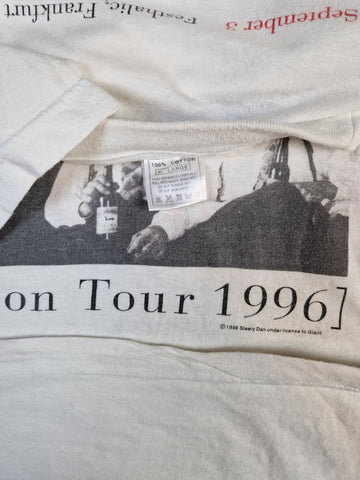 September 3
Festhalle, Frankfurt
100% COTTON
X - LARGE
on Tour 1996]
©1996 Steely Dan under license to Giant